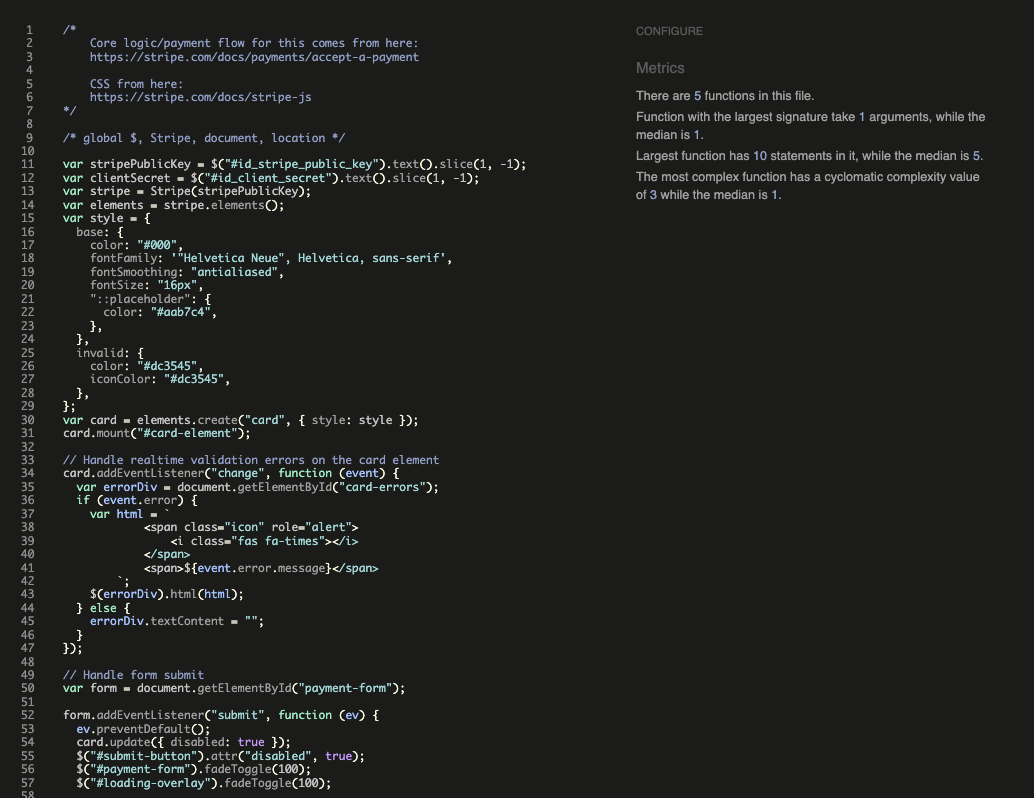 1 /*
2 Core logic/payment flow for this comes from here:
3 https://stripe.com/docs/payments/accept-a-payment
4
5 CSS from here:
6 https://stripe.com/docs/stripe-js
7 */
8
9 /* global $, Stripe, document, location */
10
11 var stripePublicKey = $("#id_stripe_public_key").text().slice(1, -1);
12 var clientSecret = $("#id_client_secret").text().slice(1, -1);
13 var stripe = Stripe(stripePublicKey);
14 var elements = stripe.elements();
15 var style = {
16 base: {
17 color: "#000",
18 fontFamily: '"Helvetica Neue", Helvetica, sans-serif',
19 fontSmoothing: "antialiased",
20 fontSize: "16px",
21 "::placeholder": {
22 color: "#aab7c4",
23 },
24 },
25 invalid: {
26 color: "#dc3545",
27 iconColor: "#dc3545",
28 },
29 };
30 var card = elements.create("card", { style: style });
31 card.mount("#card-element");
32
33 // Handle realtime validation errors on the card element
34 card.addEventListener("change", function (event) {
35 var errorDiv = document.getElementById("card-errors");
36 if (event.error) {
37 var html = `
38 <span class="icon" role="alert">
39 <i class="fas fa-times"></i>
40 </span>
41 <span>${event.error.message}</span>
42 `;
43 $(errorDiv).html(html);
44 } else {
45 errorDiv.textContent = "";
46 }
47 });
48
49 // Handle form submit
50 var form = document.getElementById("payment-form");
51
52 form.addEventListener("submit", function (ev) {
53 ev.preventDefault();
54 card.update({ disabled: true });
55 $("#submit-button").attr("disabled", true);
56 $("#payment-form").fadeToggle(100);
57 $("#loading-overlay").fadeToggle(100);
58
CONFIGURE
Metrics
There are 5 functions in this file.
Function with the largest signature take 1 arguments, while the
median is 1.
Largest function has 10 statements in it, while the median is 5.
The most complex function has a cyclomatic complexity value
of 3 while the median is 1.